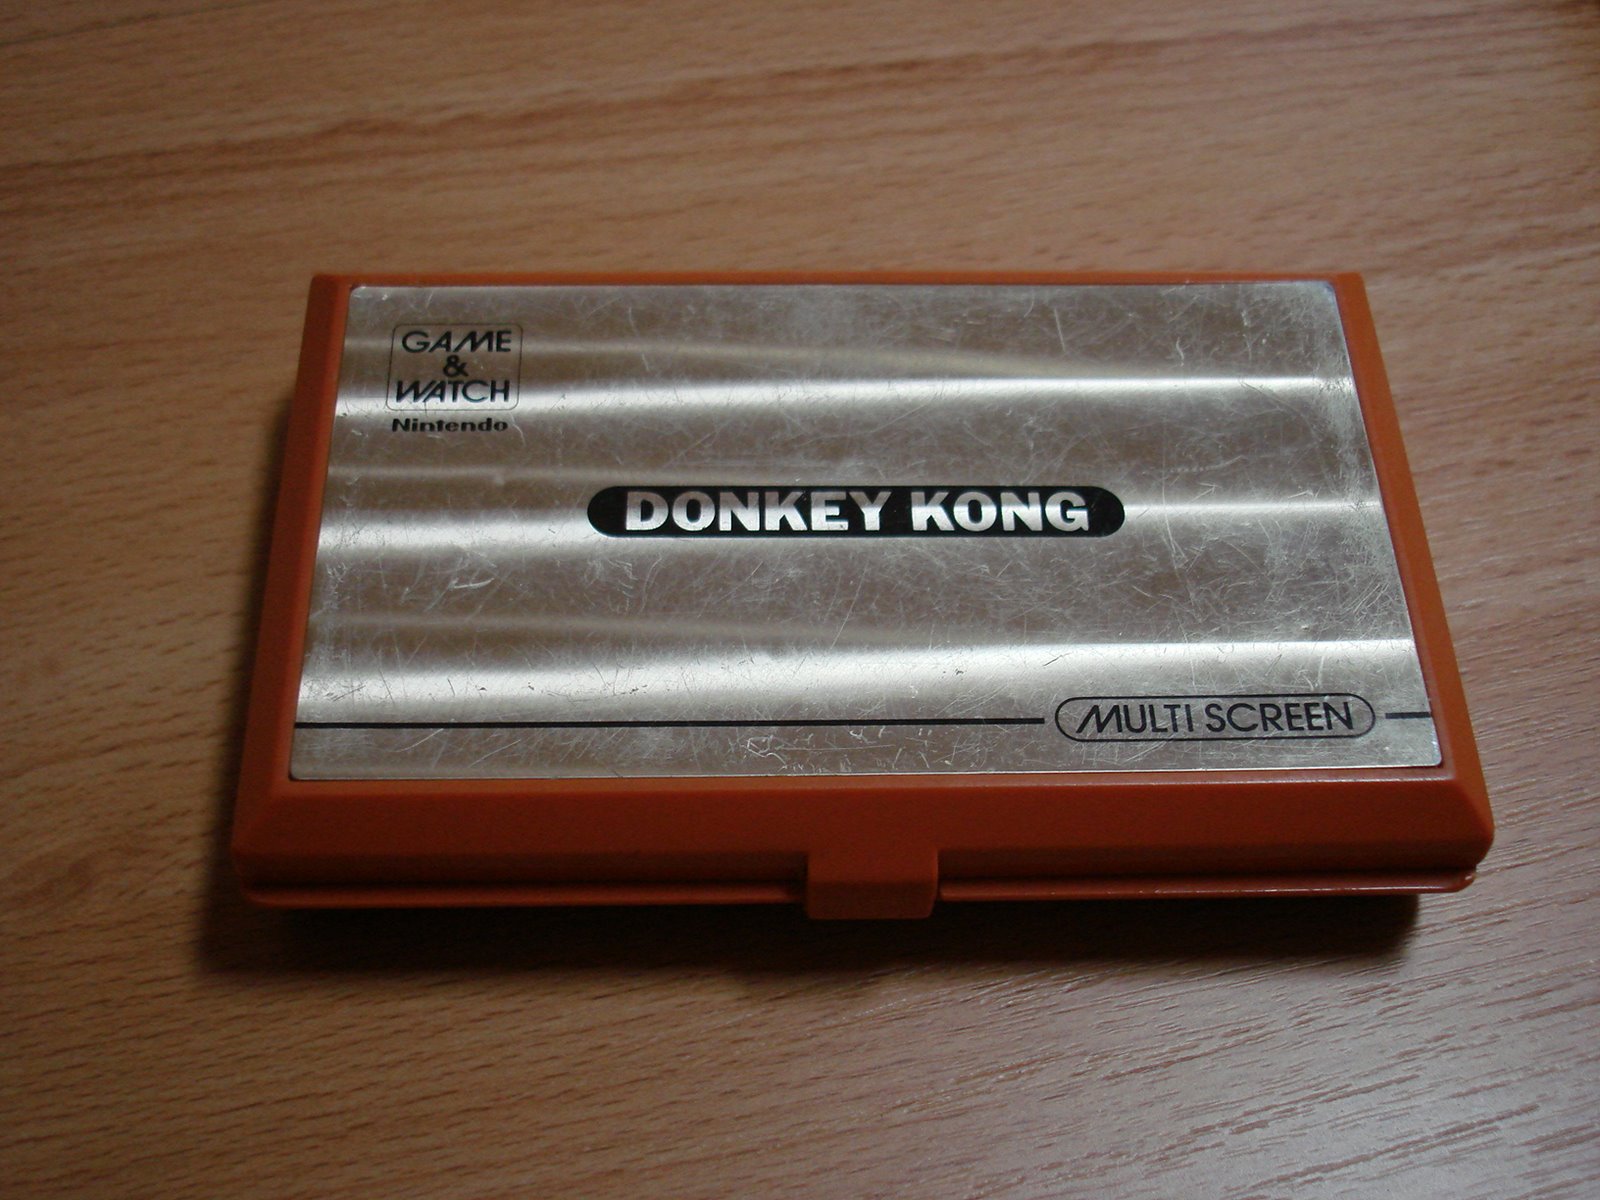 GAME
&
WATCH
Nintendo
DONKEY KONG
MULTI SCREEN